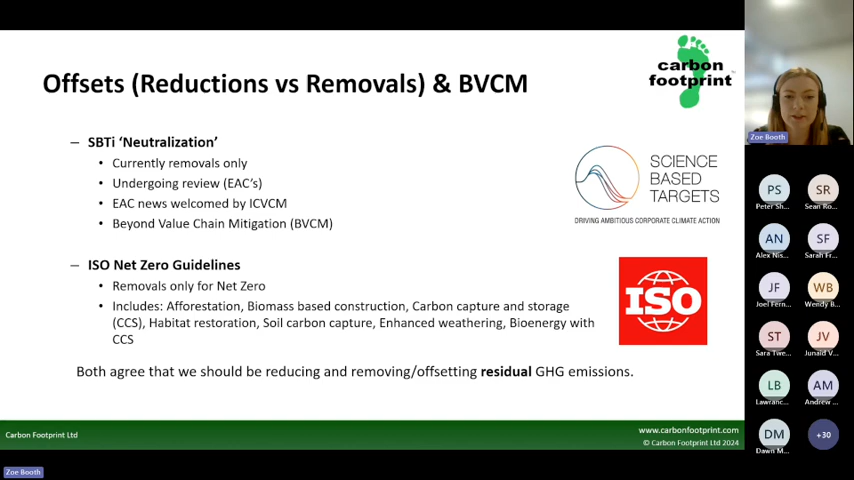 Offsets (Reductions vs Removals) & BVCM
carbon
footprint
– SBTi ‘Neutralization’
• Currently removals only
• Undergoing review (EAC’s)
• EAC news welcomed by ICVCM
• Beyond Value Chain Mitigation (BVCM)
SCIENCE
BASED
TARGETS
DRIVING AMBITIOUS CORPORATE CLIMATE ACTION
– ISO Net Zero Guidelines
• Removals only for Net Zero
• Includes: Afforestation, Biomass based construction, Carbon capture and storage
(CCS), Habitat restoration, Soil carbon capture, Enhanced weathering, Bioenergy with
CCS
ISO
Both agree that we should be reducing and removing/offsetting residual GHG emissions.
Carbon Footprint Ltd
www.carbonfootprint.com
© Carbon Footprint Ltd 2024
Zoe Booth
Zoe Booth
PS
Peter Sh...
SR
Sean Ro...
AN
Alex Nis...
SF
Sarah Fr...
JF
Joel Fern...
WB
Wendy B...
ST
Sara Twe...
JV
Junaid V...
LB
Lawranc...
AM
Andrew ...
DM
Dawn M...
+30